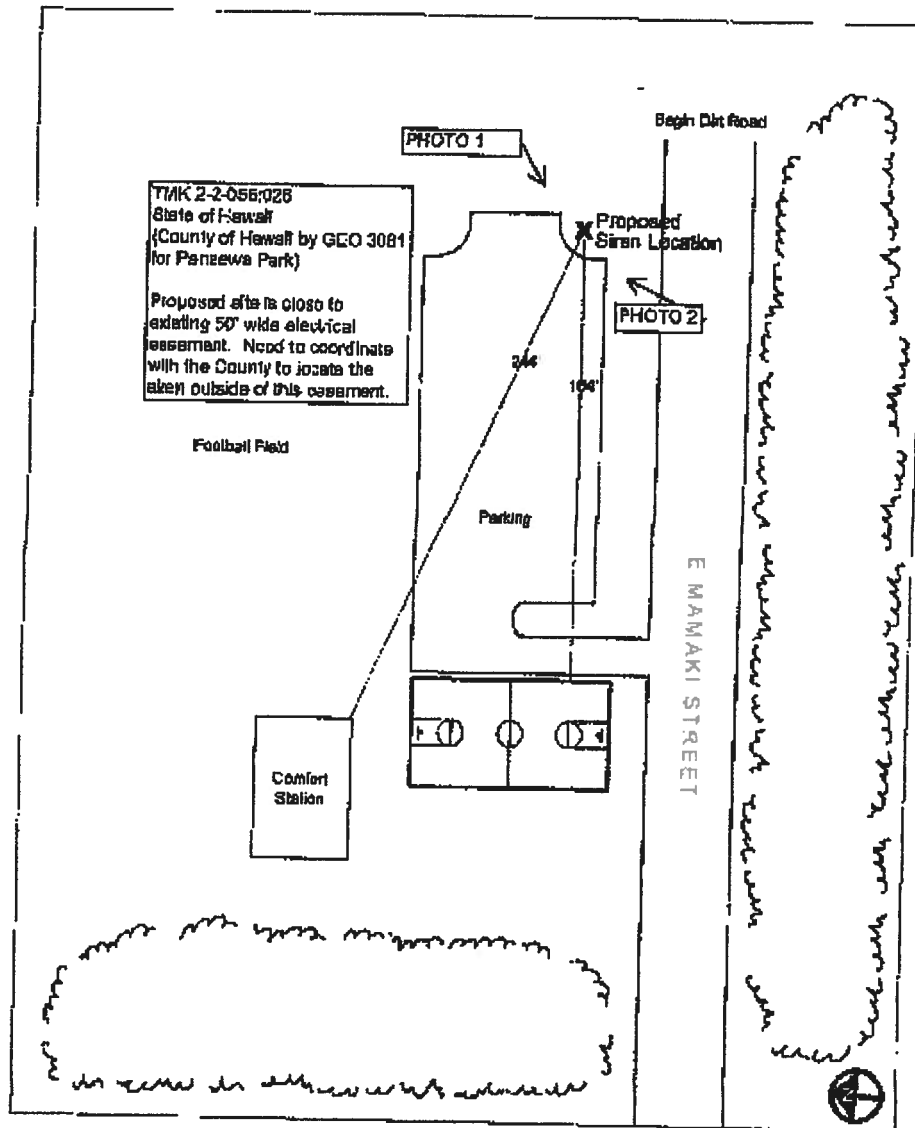 Begin Dirt Road
PHOTO 1
TMK 2-2-056:026
State of Hawaii
(County of Hawaii by GEO 3081
for Panaewa Park)
Proposed site is close to
existing 50' wide electrical
easement. Need to coordinate
with the County to locate the
siren outside of this easement.
Proposed
Siren Location
PHOTO 2
164'
Football Field
Parking
E MAMAKI STREET
Comfort
Station